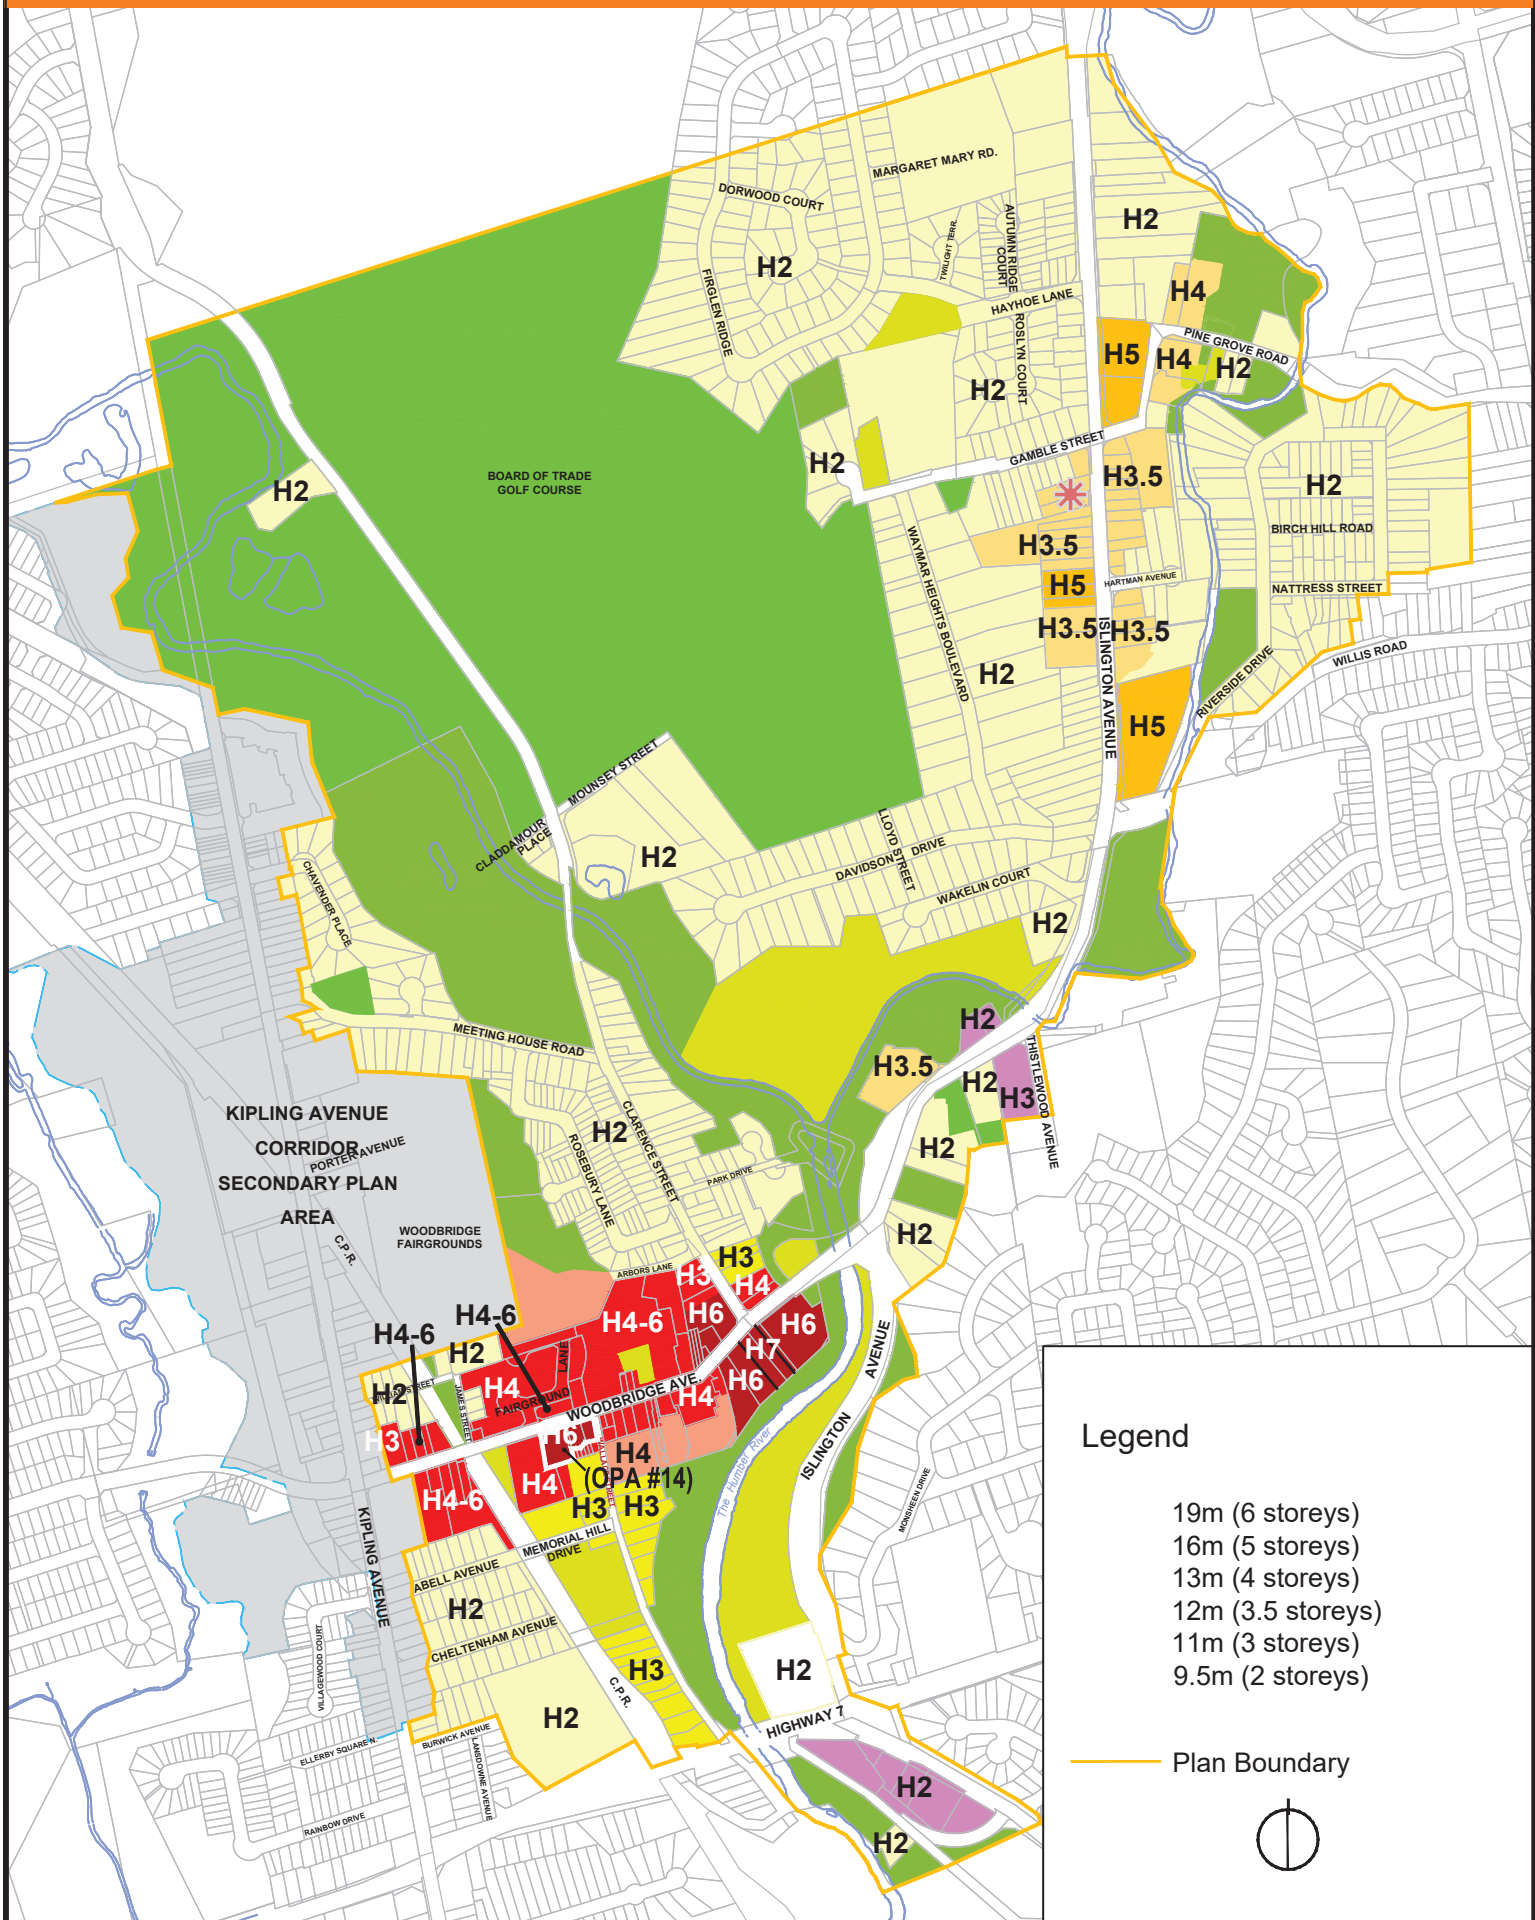 MARGARET MARY RD.
DORWOOD COURT
TWILIGHT TERR.
AUTUMN RIDGE
COURT
H2
H2
FIRGLEN RIDGE
HAYHOE LANE
H4
ROSLYN COURT
PINE GROVE ROAD
H5
H4
H2
H2
GAMBLE STREET
H2
BOARD OF TRADE
GOLF COURSE
H2
H3.5
H2
BIRCH HILL ROAD
H3.5
WAYMAR HEIGHTS BOULEVARD
H5
HARTMAN AVENUE
NATTRESS STREET
H3.5
H3.5
ISLINGTON AVENUE
WILLIS ROAD
H2
RIVERSIDE DRIVE
H5
MOUNSEY STREET
CLADDAMOUR
PLACE
H2
LLOYD STREET
DAVIDSON DRIVE
WAKELIN COURT
CHAVENDER PLACE
H2
H2
MEETING HOUSE ROAD
H3.5
H2
H3
THISTLEWOOD AVENUE
KIPLING AVENUE
CORRIDOR
SECONDARY PLAN
AREA
PORTER AVENUE
H2
CLARENCE STREET
ROSEBURY LANE
PARK DRIVE
H2
WOODBRIDGE
FAIRGROUNDS
C.P.R.
H2
ARBORS LANE
H3
H3
H4
H6
H6
H4-6
H4-6
H4-6
H7
H2
H6
LANE
FAIRGROUND
H4
WOODBRIDGE AVE.
H4
H2
JAMES STREET
H3
H6
H4
(OPA #14)
H4
H4-6
H3
H3
The Humber River
ISLINGTON
AVENUE
MONSHEEN DRIVE
KIPLING AVENUE
MEMORIAL HILL
DRIVE
ABELL AVENUE
H2
CHELTENHAM AVENUE
VILLAGEWOOD COURT
H3
H2
C.P.R.
H2
HIGHWAY 7
ELLERBY SQUARE N.
BURWICK AVENUE
LANSDOWNE AVENUE
RAINBOW DRIVE
H2
H2
Legend
19m (6 storeys)
16m (5 storeys)
13m (4 storeys)
12m (3.5 storeys)
11m (3 storeys)
9.5m (2 storeys)
Plan Boundary